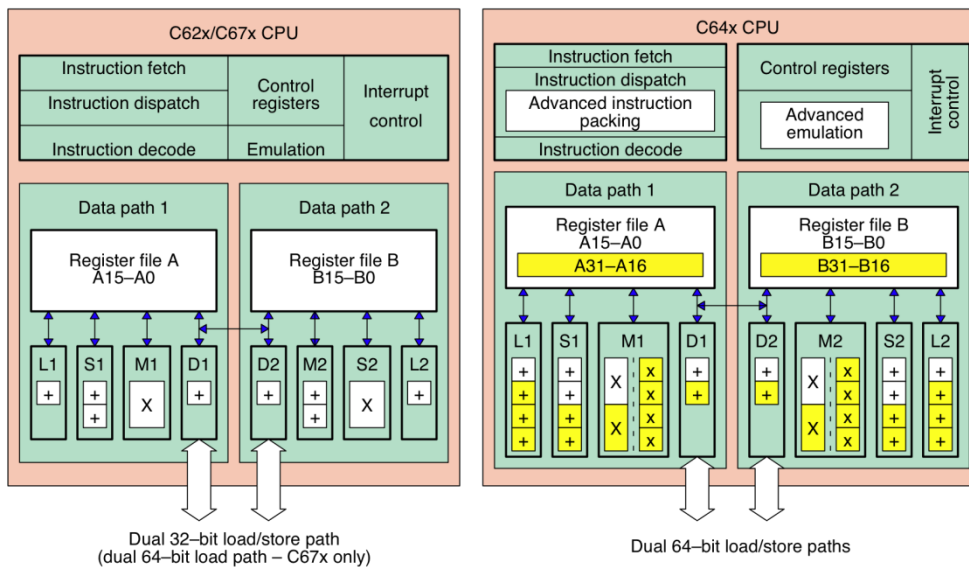 C62x/C67x CPU
Instruction fetch
Instruction dispatch
Instruction decode
Control
registers
Emulation
Interrupt
control
Data path 1
Register file A
A15–A0
Data path 2
Register file B
B15–B0
L1
+
S1
+
+
M1
X
D1
+
D2
+
M2
+
+
S2
X
L2
+
Dual 32–bit load/store path
(dual 64–bit load path – C67x only)
C64x CPU
Instruction fetch
Instruction dispatch
Advanced instruction
packing
Instruction decode
Control registers
Advanced
emulation
Interrupt
control
Data path 1
Register file A
A15–A0
A31–A16
Data path 2
Register file B
B15–B0
B31–B16
L1
+
+
+
+
S1
+
+
+
+
M1
X
X
x
x
x
x
D1
+
+
D2
+
+
M2
X
X
x
x
x
x
S2
+
+
+
+
L2
+
+
+
+
Dual 64–bit load/store paths